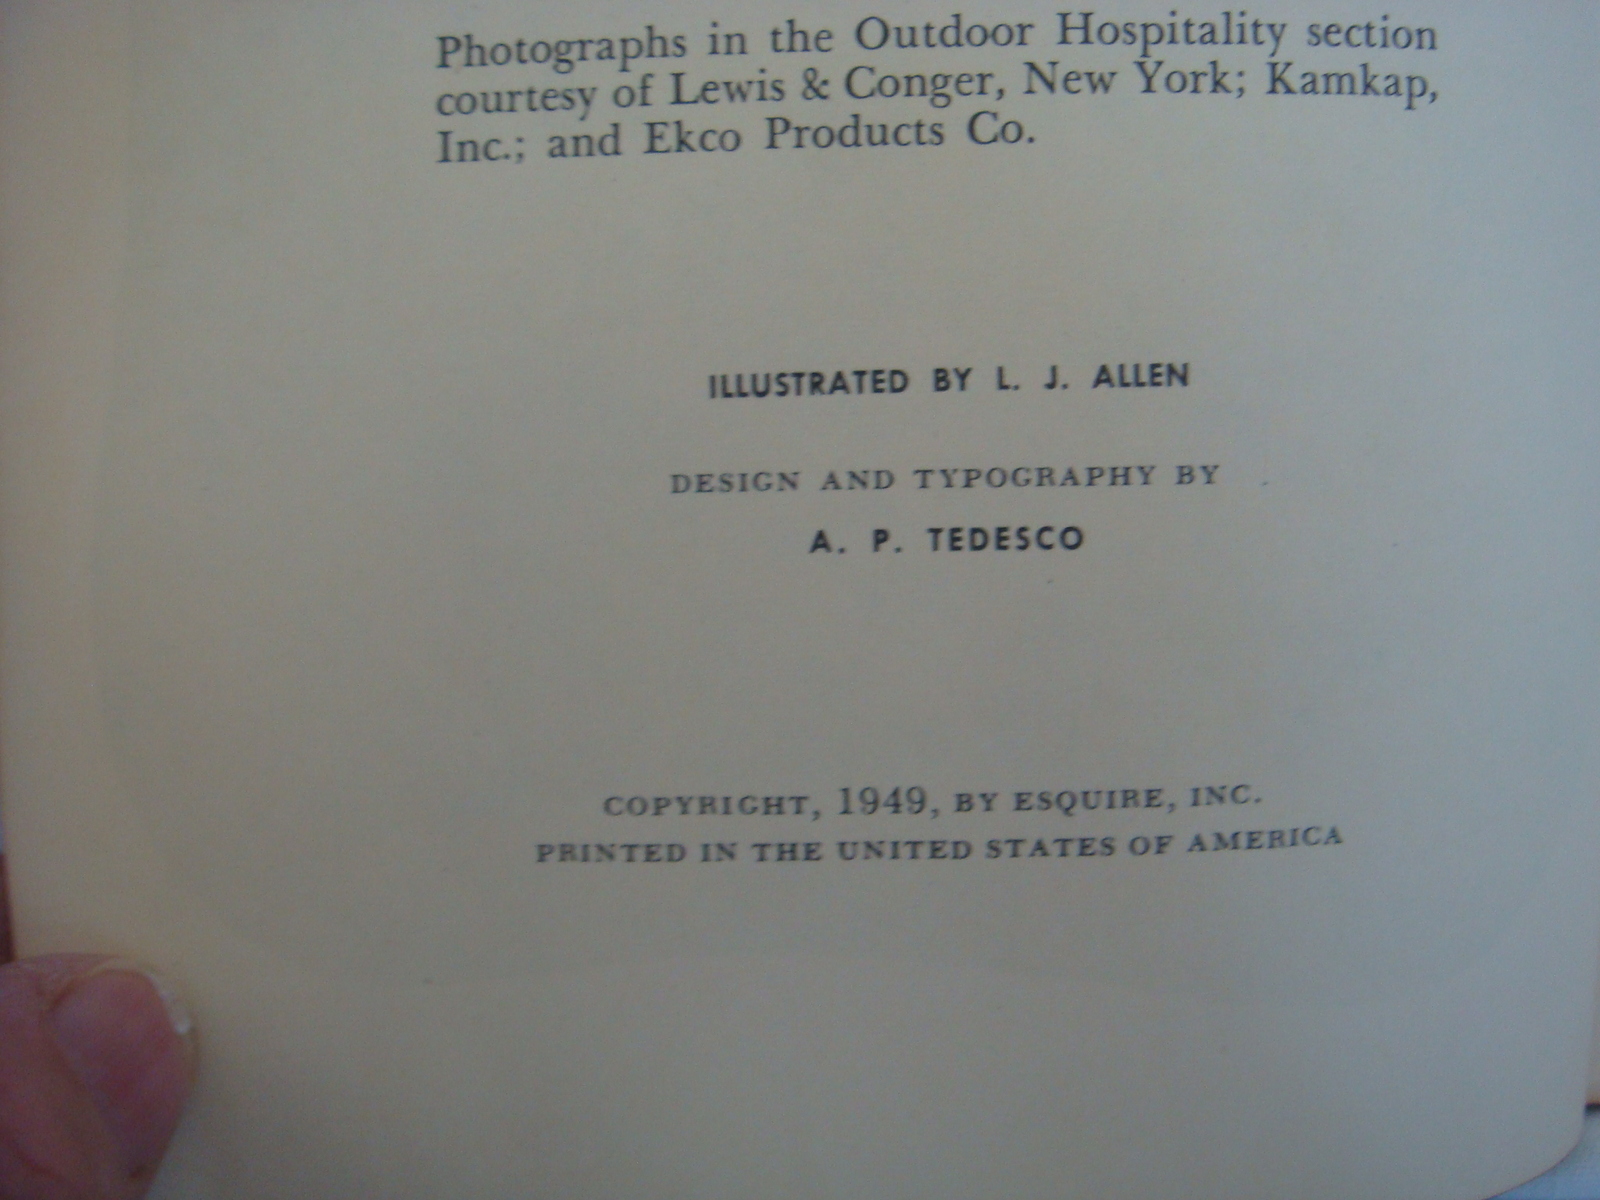 Photographs in the Outdoor Hospitality section
courtesy of Lewis & Conger, New York; Kamkap,
Inc.; and Ekco Products Co.
ILLUSTRATED BY L. J. ALLEN
DESIGN AND TYPOGRAPHY BY
A. P. TEDESCO
COPYRIGHT, 1949, BY ESQUIRE, INC.
PRINTED IN THE UNITED STATES OF AMERICA